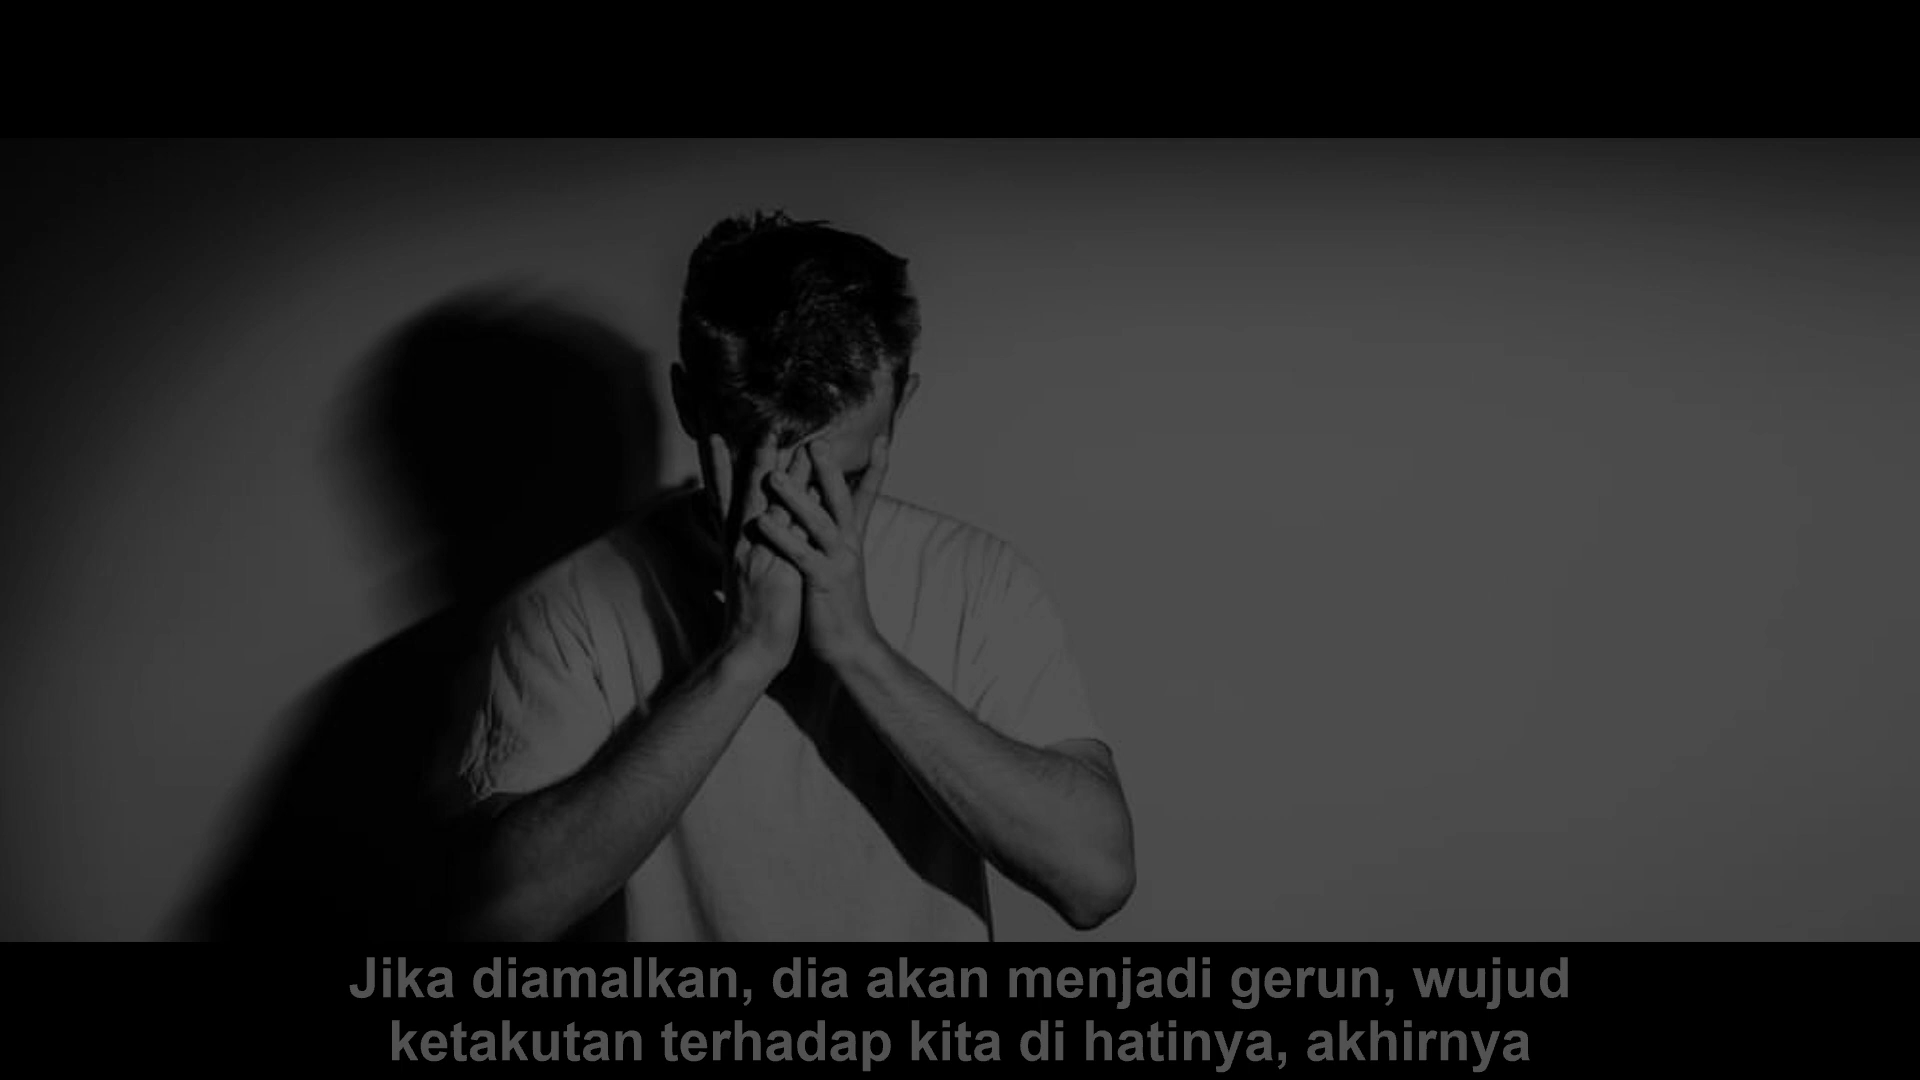 Jika diamalkan, dia akan menjadi gerun, wujud
ketakutan terhadap kita di hatinya, akhirnya